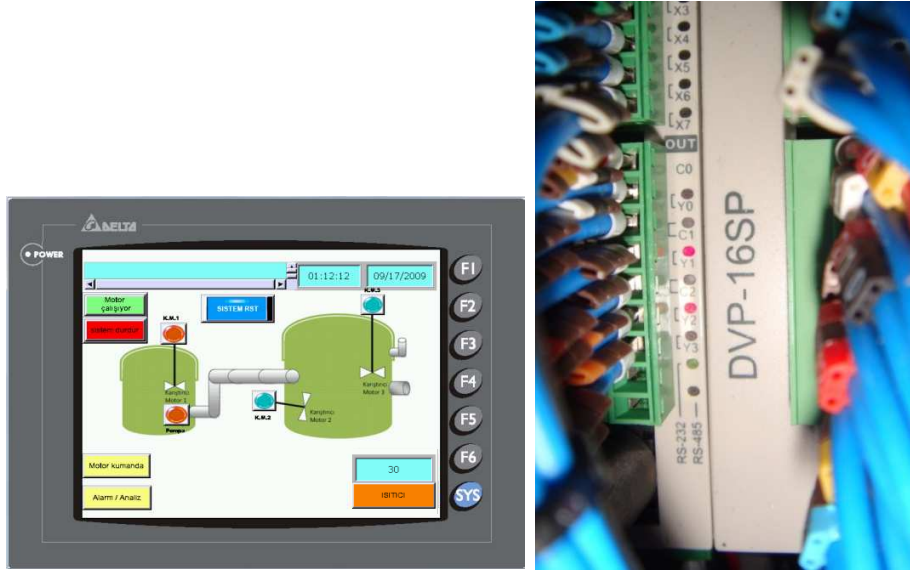 DELTA
POWER
01:12:12
09/17/2009
F1
Motor
çalışıyor
SISTEM RST
K.M.3
F2
K.M.1
F3
Karıştırıcı
Motor 1
Karıştırıcı
Motor 3
F4
Pompa
K.M.2
Karıştırıcı
Motor 2
F5
Motor kumanda
30
F6
Alarm / Analiz
ISITICI
SYS
X3
X4
X5
X6
X7
OUT
C0
Y0
C1
Y1
C2
Y2
Y3
RS-232
RS-485
DVP-16SP